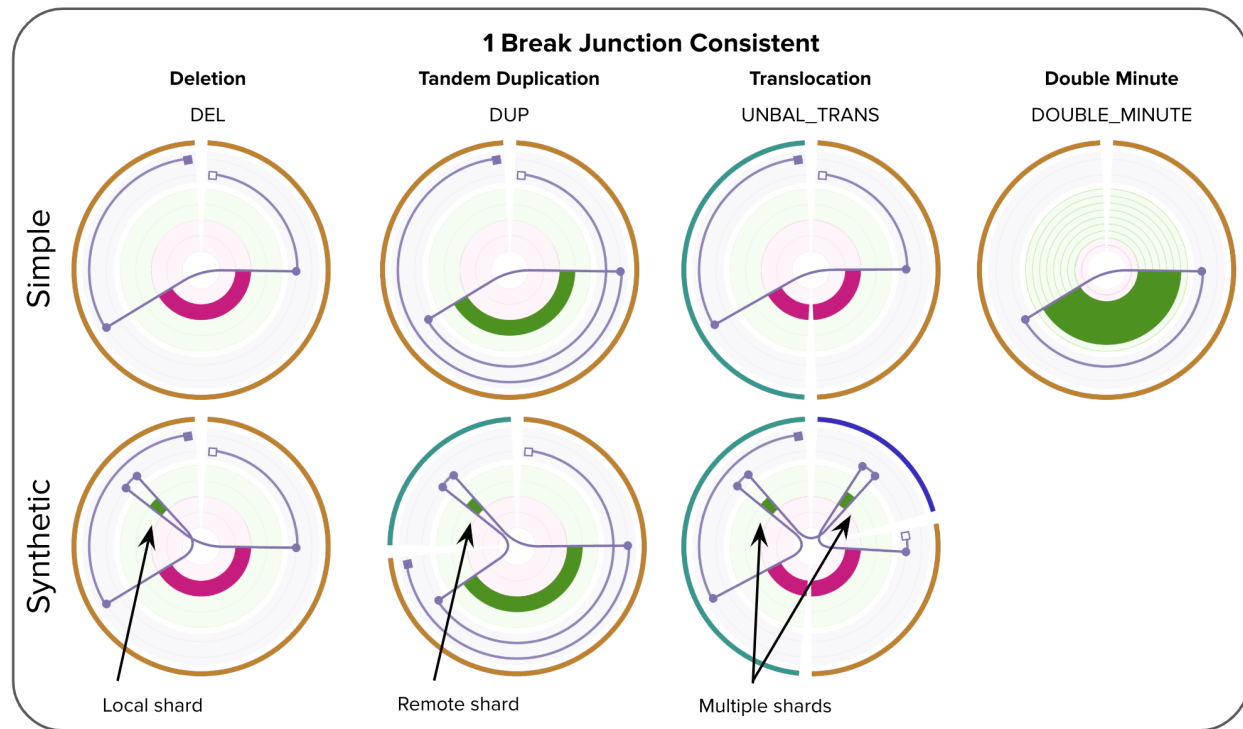 1 Break Junction Consistent
Deletion Tandem Duplication Translocation Double Minute
DEL DUP UNBAL_TRANS DOUBLE_MINUTE
Simple
Synthetic
Local shard Remote shard Multiple shards